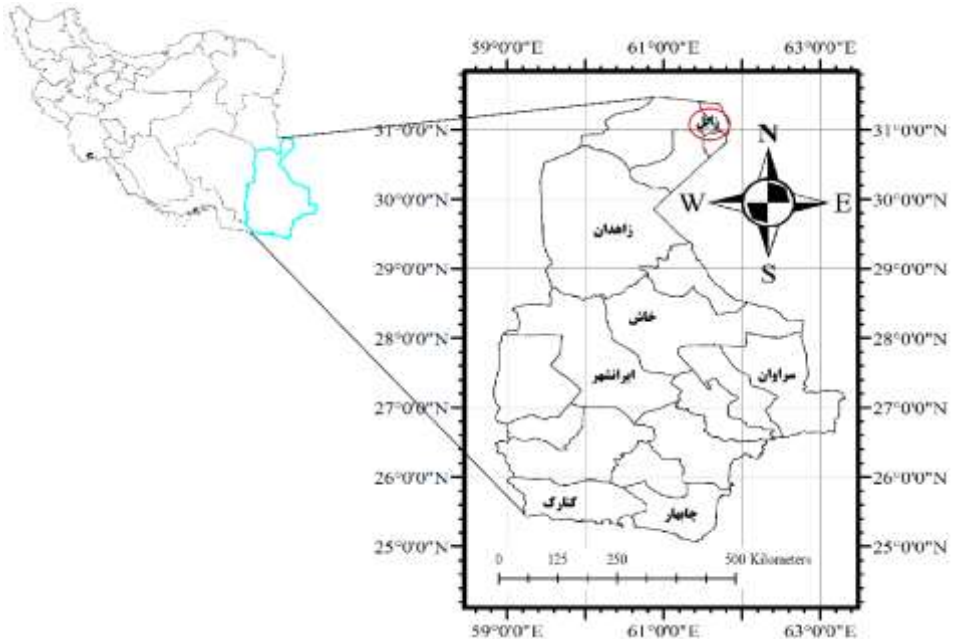 59°0'0"E 61°0'0"E 63°0'0"E
31°0'0"N زابل 31°0'0"N
N
30°0'0"N W E 30°0'0"N
زاهدان
S
29°0'0"N 29°0'0"N
خاش
28°0'0"N 28°0'0"N
ایرانشهر سراوان
27°0'0"N 27°0'0"N
26°0'0"N 26°0'0"N
کنارک چابهار
25°0'0"N 25°0'0"N
0 125 250 500 Kilometers
59°0'0"E 61°0'0"E 63°0'0"E